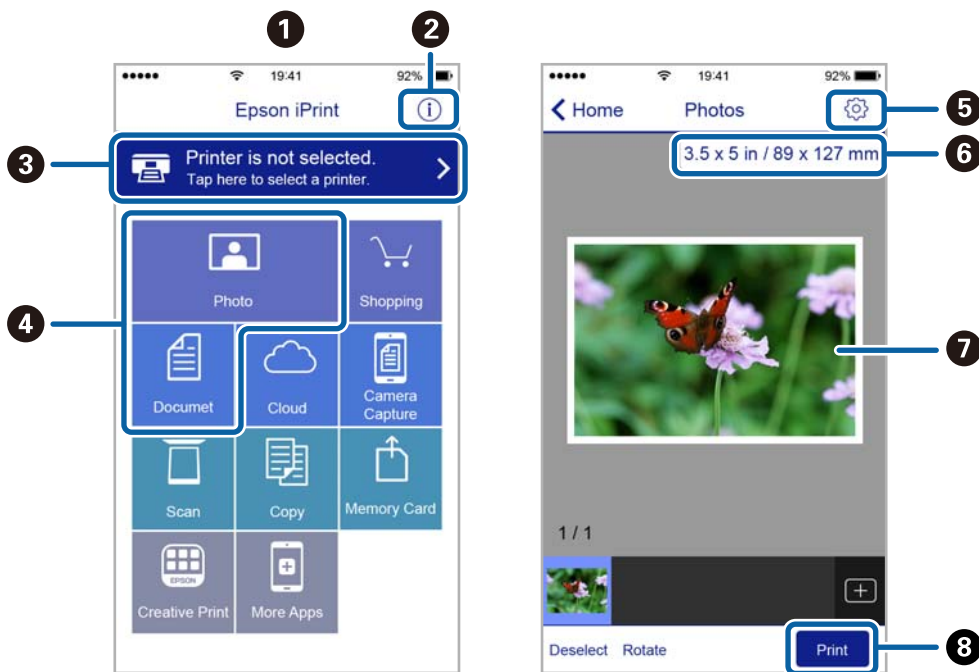 1
2
19:41
92%
Epson iPrint
3
Printer is not selected.
Tap here to select a printer.
4
Photo
Shopping
Documet
Cloud
Camera
Capture
Scan
Copy
Memory Card
EPSON
Creative Print
More Apps
19:41
92%
Home
Photos
5
3.5 x 5 in / 89 x 127 mm
6
7
1 / 1
Deselect
Rotate
Print
8